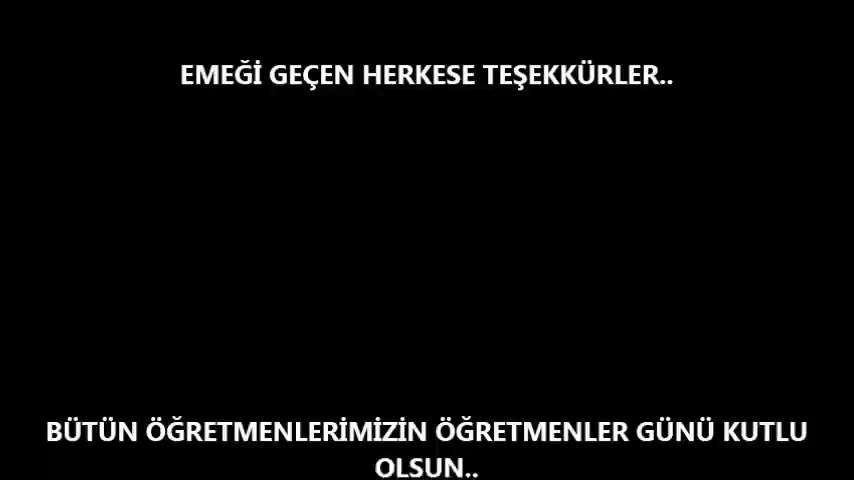 EMEĞİ GEÇEN HERKESE TEŞEKKÜRLER..
BÜTÜN ÖĞRETMENLERİMİZİN ÖĞRETMENLER GÜNÜ KUTLU
OLSUN..